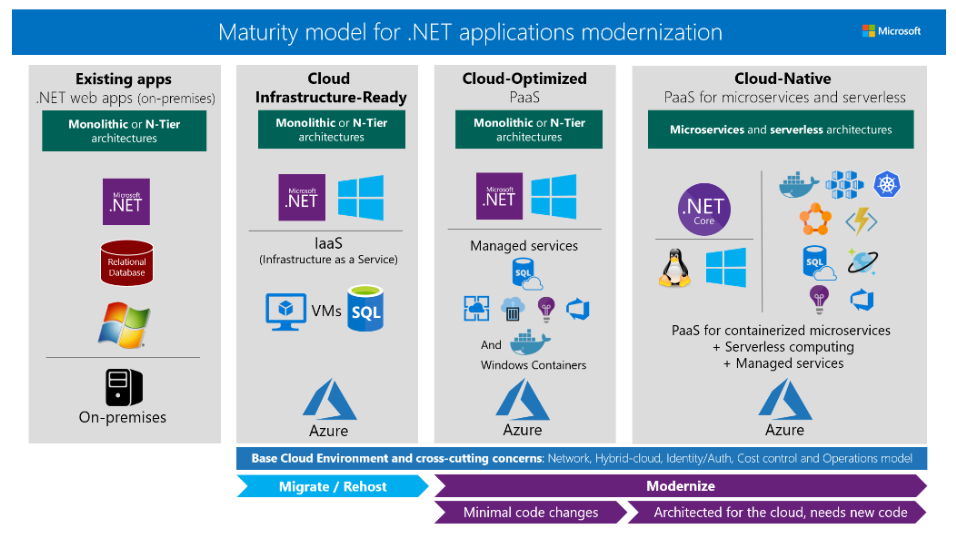 Maturity model for .NET applications modernization
Microsoft
Existing apps
.NET web apps (on-premises)
Monolithic or N-Tier
architectures
Microsoft
.NET
Relational
Database
On-premises
Cloud
Infrastructure-Ready
Monolithic or N-Tier
architectures
Microsoft
.NET
IaaS
(Infrastructure as a Service)
VMs
SQL
Azure
Cloud-Optimized
PaaS
Monolithic or N-Tier
architectures
Microsoft
.NET
Managed services
SQL
And
Windows Containers
Azure
Cloud-Native
PaaS for microservices and serverless
Microservices and serverless architectures
.NET
Core
SQL
PaaS for containerized microservices
+ Serverless computing
+ Managed services
Azure
Base Cloud Environment and cross-cutting concerns: Network, Hybrid-cloud, Identity/Auth, Cost control and Operations model
Migrate / Rehost
Modernize
Minimal code changes
Architected for the cloud, needs new code